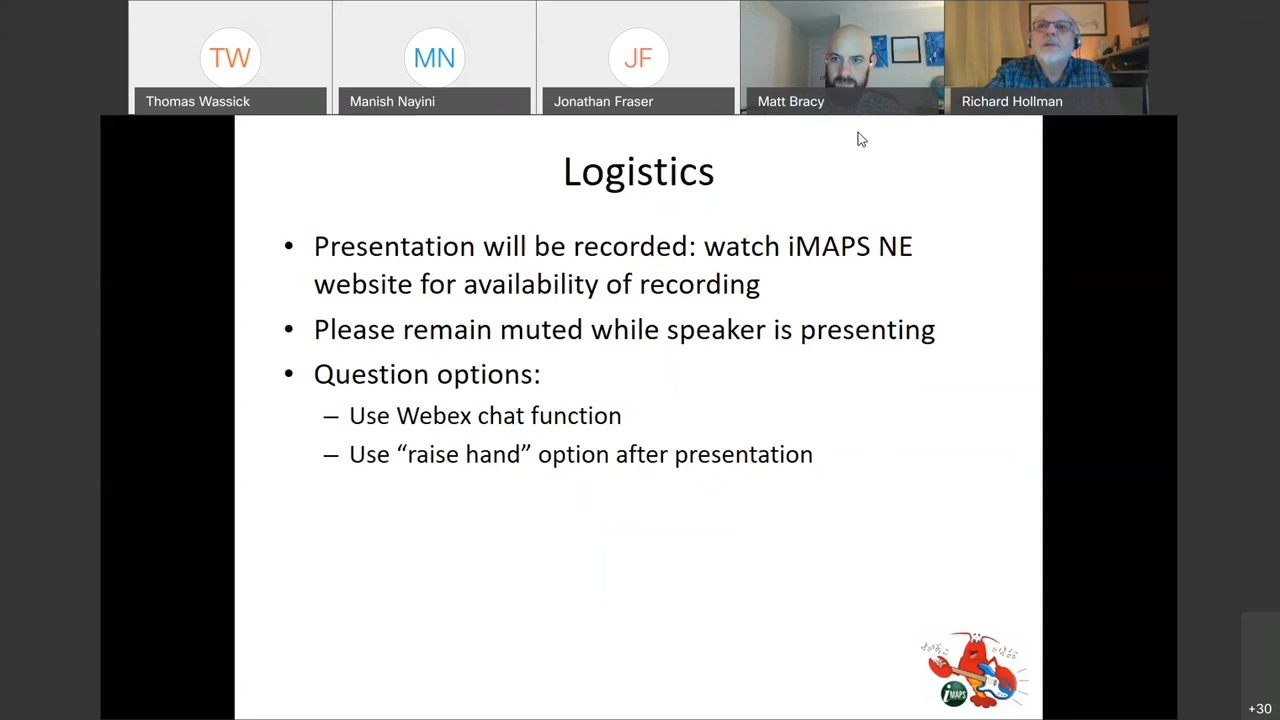 TW
MN
JF
Thomas Wassick
Manish Nayini
Jonathan Fraser
Matt Bracy
Richard Hollman
Logistics
• Presentation will be recorded: watch iMAPS NE
website for availability of recording
• Please remain muted while speaker is presenting
• Question options:
– Use Webex chat function
– Use “raise hand” option after presentation
iMAPS
+30